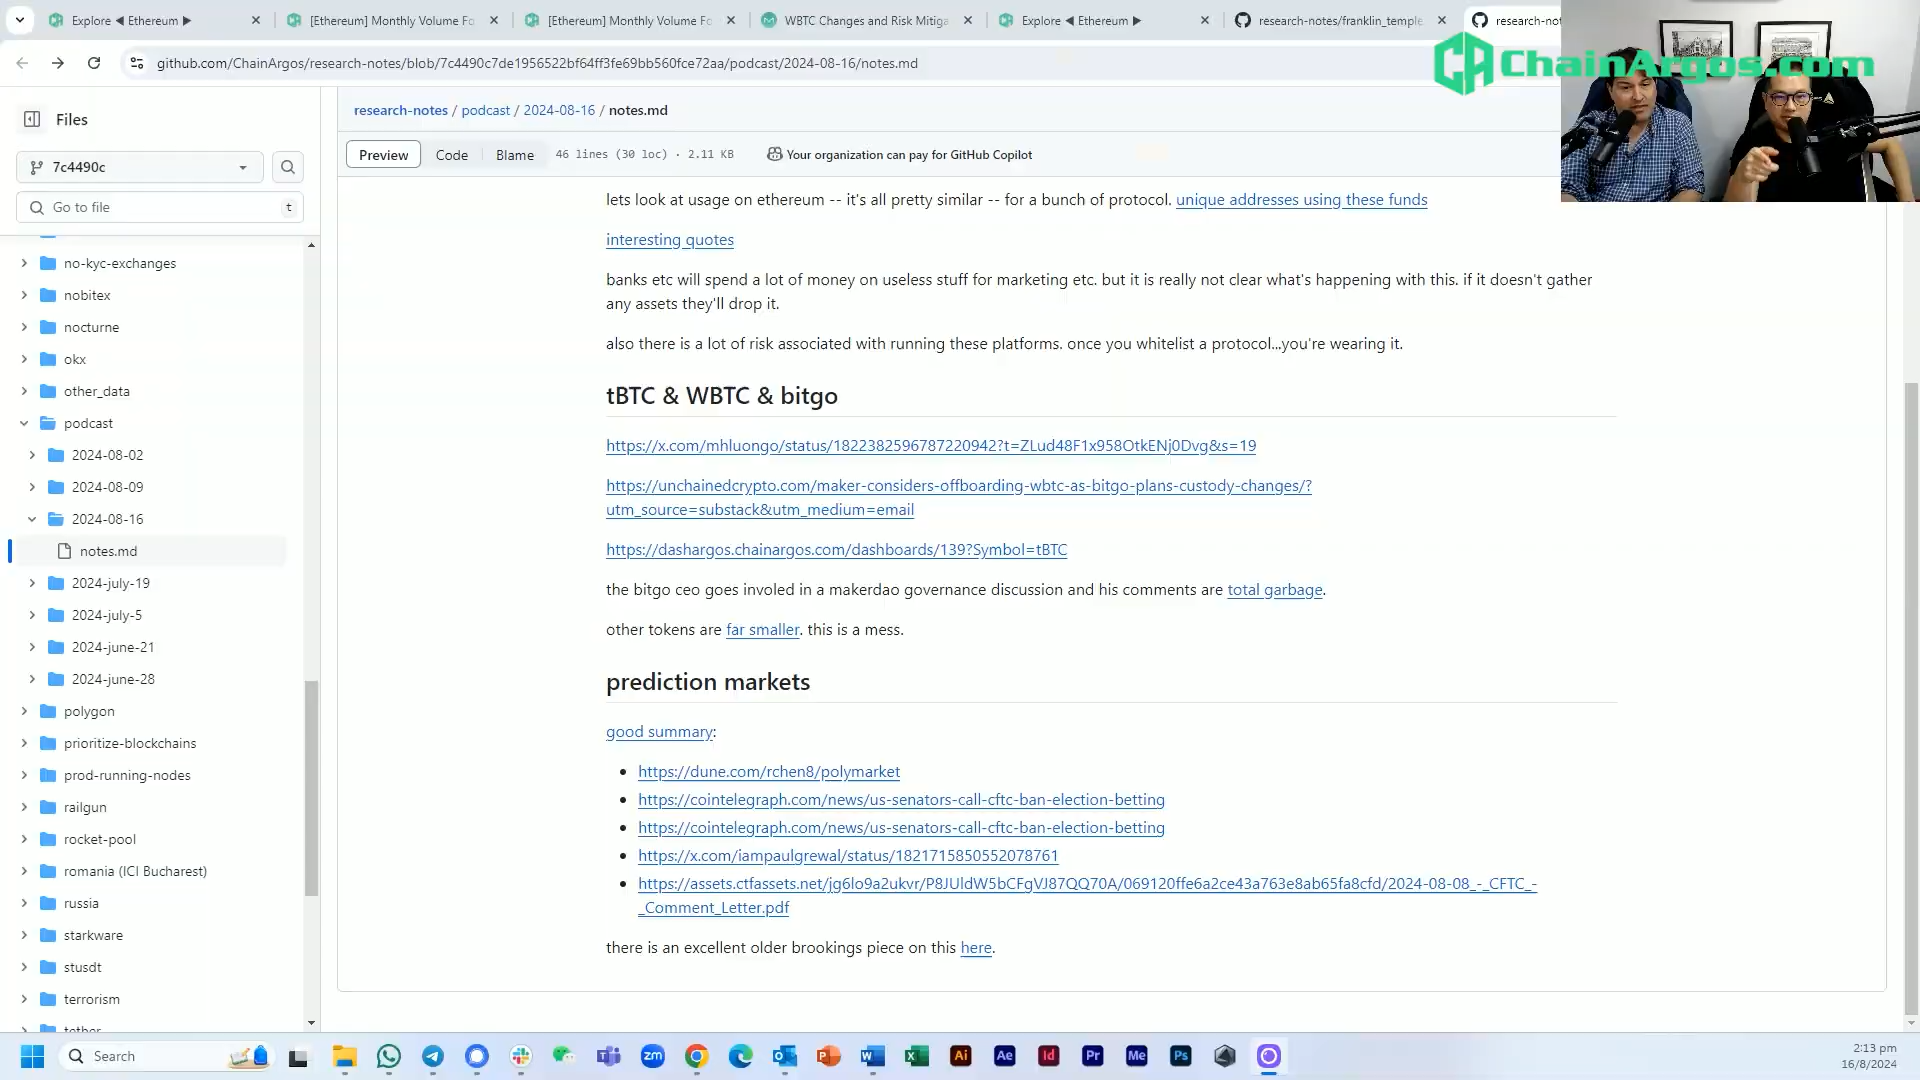 Explore ◀ Ethereum ▶
[Ethereum] Monthly Volume Fo
[Ethereum] Monthly Volume Fo
WBTC Changes and Risk Mitiga
Explore ◀ Ethereum ▶
research-notes/franklin_temple
research-not
github.com/ChainArgos/research-notes/blob/7c4490c7de1956522bf64ff3fe69bb560fce72aa/podcast/2024-08-16/notes.md
ChainArgos.com
Files
research-notes / podcast / 2024-08-16 / notes.md
7c4490c
Preview Code Blame 46 lines (30 loc) · 2.11 KB Your organization can pay for GitHub Copilot
Go to file t
no-kyc-exchanges
nobitex
nocturne
okx
other_data
podcast
2024-08-02
2024-08-09
2024-08-16
notes.md
2024-july-19
2024-july-5
2024-june-21
2024-june-28
polygon
prioritize-blockchains
prod-running-nodes
railgun
rocket-pool
romania (ICI Bucharest)
russia
starkware
stusdt
terrorism
tether
lets look at usage on ethereum -- it's all pretty similar -- for a bunch of protocol. unique addresses using these funds
interesting quotes
banks etc will spend a lot of money on useless stuff for marketing etc. but it is really not clear what's happening with this. if it doesn't gather
any assets they'll drop it.
also there is a lot of risk associated with running these platforms. once you whitelist a protocol...you're wearing it.
tBTC & WBTC & bitgo
https://x.com/mhluongo/status/1822382596787220942?t=ZLud48F1x958OtkENj0Dvg&s=19
https://unchainedcrypto.com/maker-considers-offboarding-wbtc-as-bitgo-plans-custody-changes/?
utm_source=substack&utm_medium=email
https://dashargos.chainargos.com/dashboards/139?Symbol=tBTC
the bitgo ceo goes involed in a makerdao governance discussion and his comments are total garbage.
other tokens are far smaller. this is a mess.
prediction markets
good summary:
https://dune.com/rchen8/polymarket
https://cointelegraph.com/news/us-senators-call-cftc-ban-election-betting
https://cointelegraph.com/news/us-senators-call-cftc-ban-election-betting
https://x.com/iampaulgrewal/status/1821715850552078761
https://assets.ctfassets.net/jg6lo9a2ukvr/P8JUldW5bCFgVJ87QQ70A/069120ffe6a2ce43a763e8ab65fa8cfd/2024-08-08_-_CFTC_-
_Comment_Letter.pdf
there is an excellent older brookings piece on this here.
Search
zm
Ai
Ae
Id
Pr
Me
Ps
2:13 pm
16/8/2024